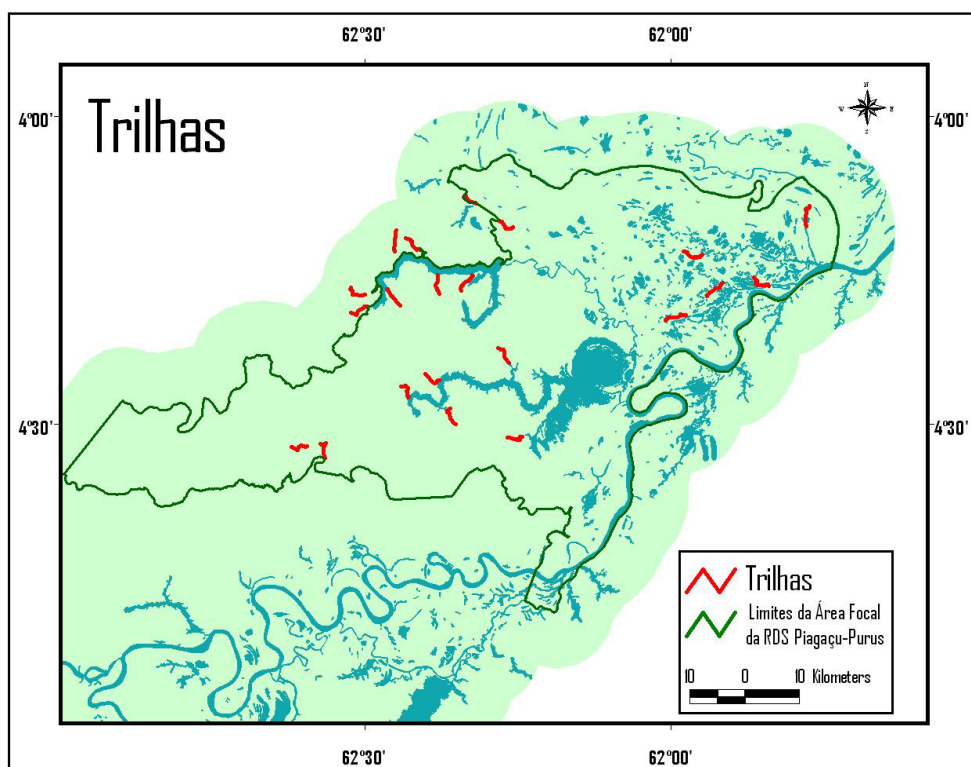 62°30' 62°00'
Trilhas
4°00' 4°00'
4°30' 4°30'
Trilhas
Limites da Área Focal
da RDS Piagaçu-Purus
10 0 10 Kilometers
62°30' 62°00'